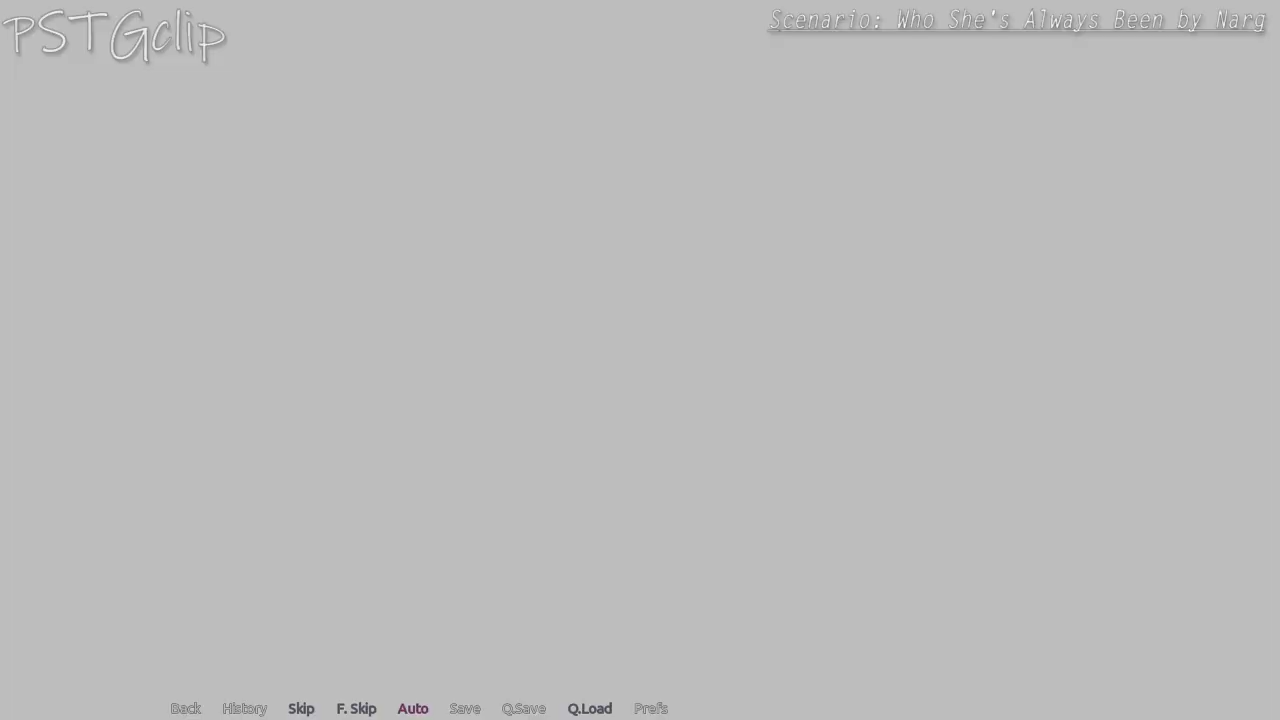 PSTGclip
Scenario: Who She's Always Been by Narg
Back History Skip F. Skip Auto Save Q.Save Q.Load Prefs